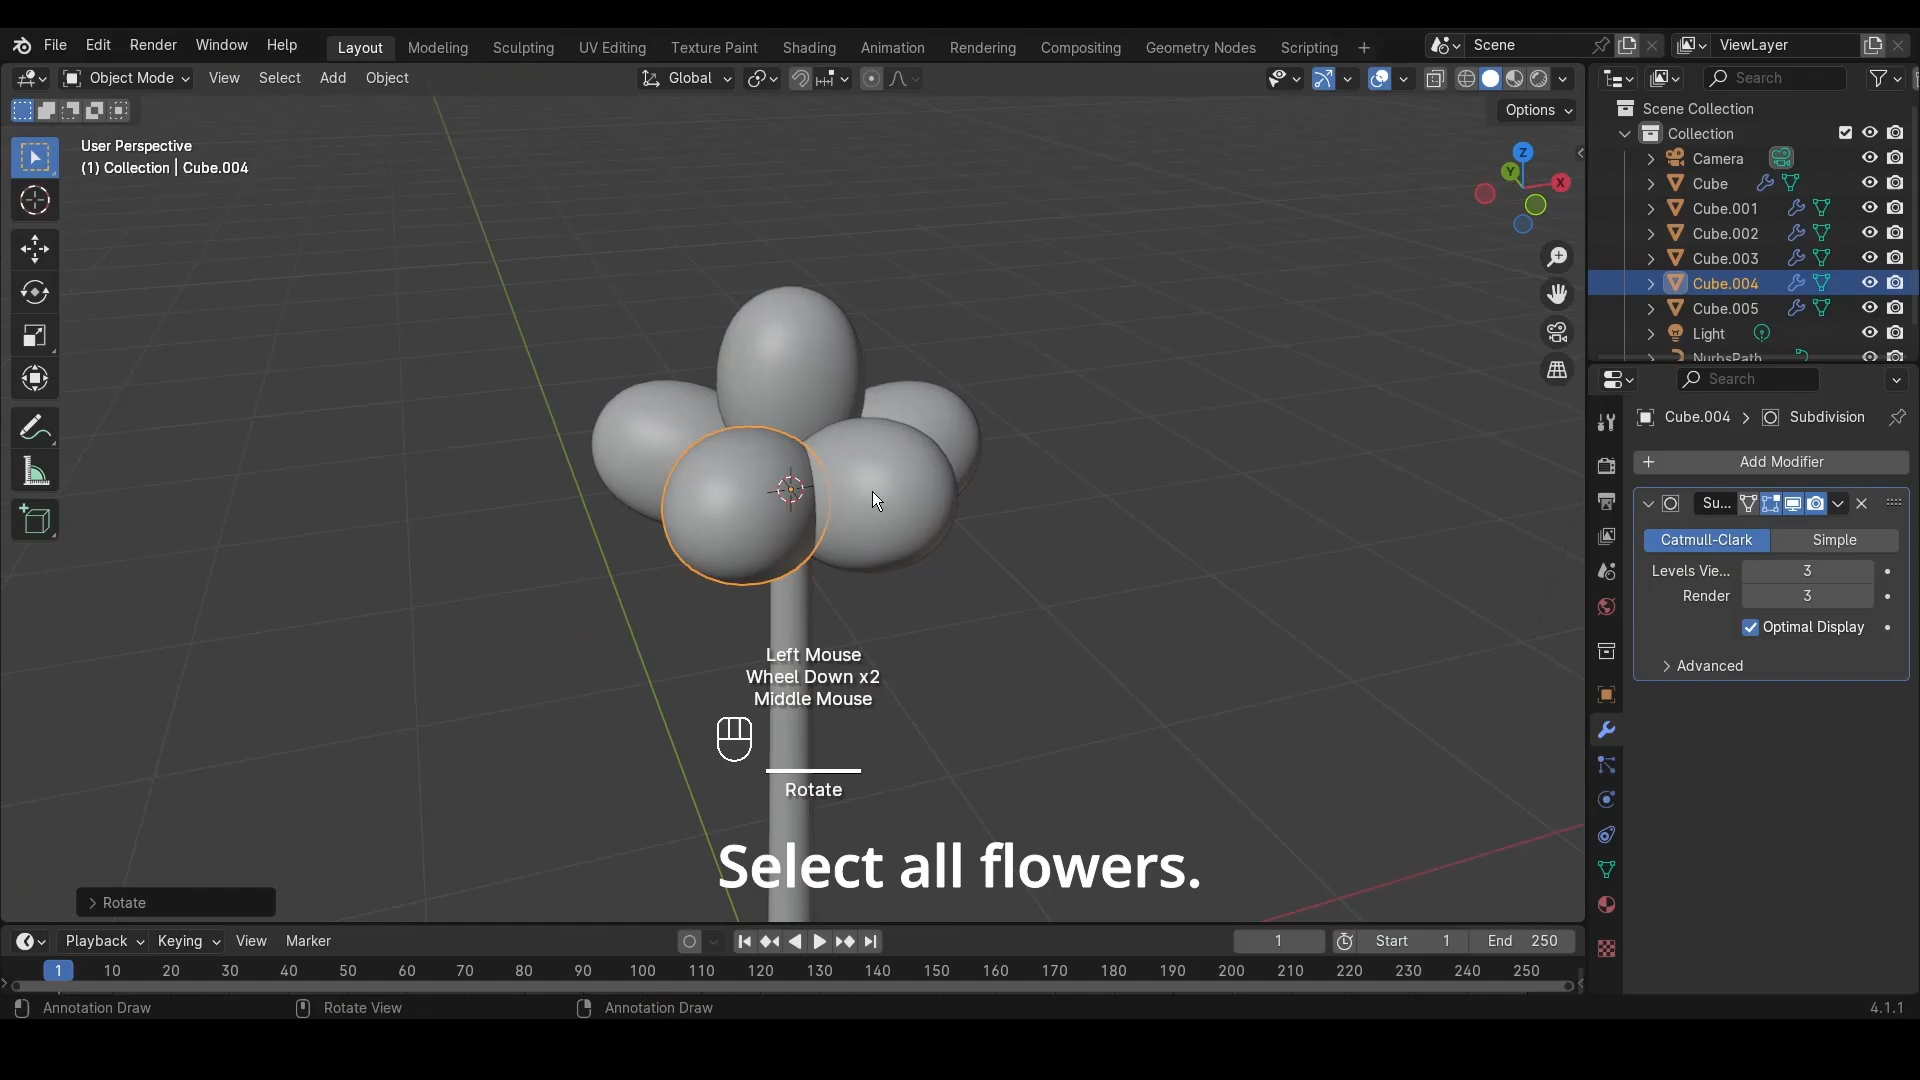 File Edit Render Window Help Layout Modeling Sculpting UV Editing Texture Paint Shading Animation Rendering Compositing Geometry Nodes Scripting + Scene ViewLayer
Object Mode View Select Add Object Global Search
Options
User Perspective
(1) Collection | Cube.004
Z
Y
X
Scene Collection
Collection
Camera
Cube
Cube.001
Cube.002
Cube.003
Cube.004
Cube.005
Light
NurbsPath
Search
Cube.004 > Subdivision
+ Add Modifier
Su...
Catmull-Clark Simple
Levels Vie... 3
Render 3
Optimal Display
Advanced
Left Mouse
Wheel Down x2
Middle Mouse
Rotate
Select all flowers.
Rotate
Playback Keying View Marker 1 Start 1 End 250
1 10 20 30 40 50 60 70 80 90 100 110 120 130 140 150 160 170 180 190 200 210 220 230 240 250
Annotation Draw Rotate View Annotation Draw 4.1.1